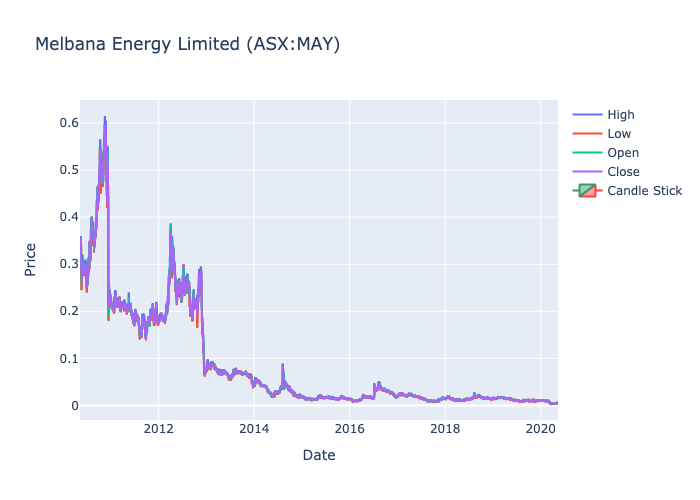 Melbana Energy Limited (ASX:MAY)
High
Low
Open
Close
Candle Stick
0.6
0.5
0.4
0.3
0.2
0.1
0
Price
2012
2014
2016
2018
2020
Date